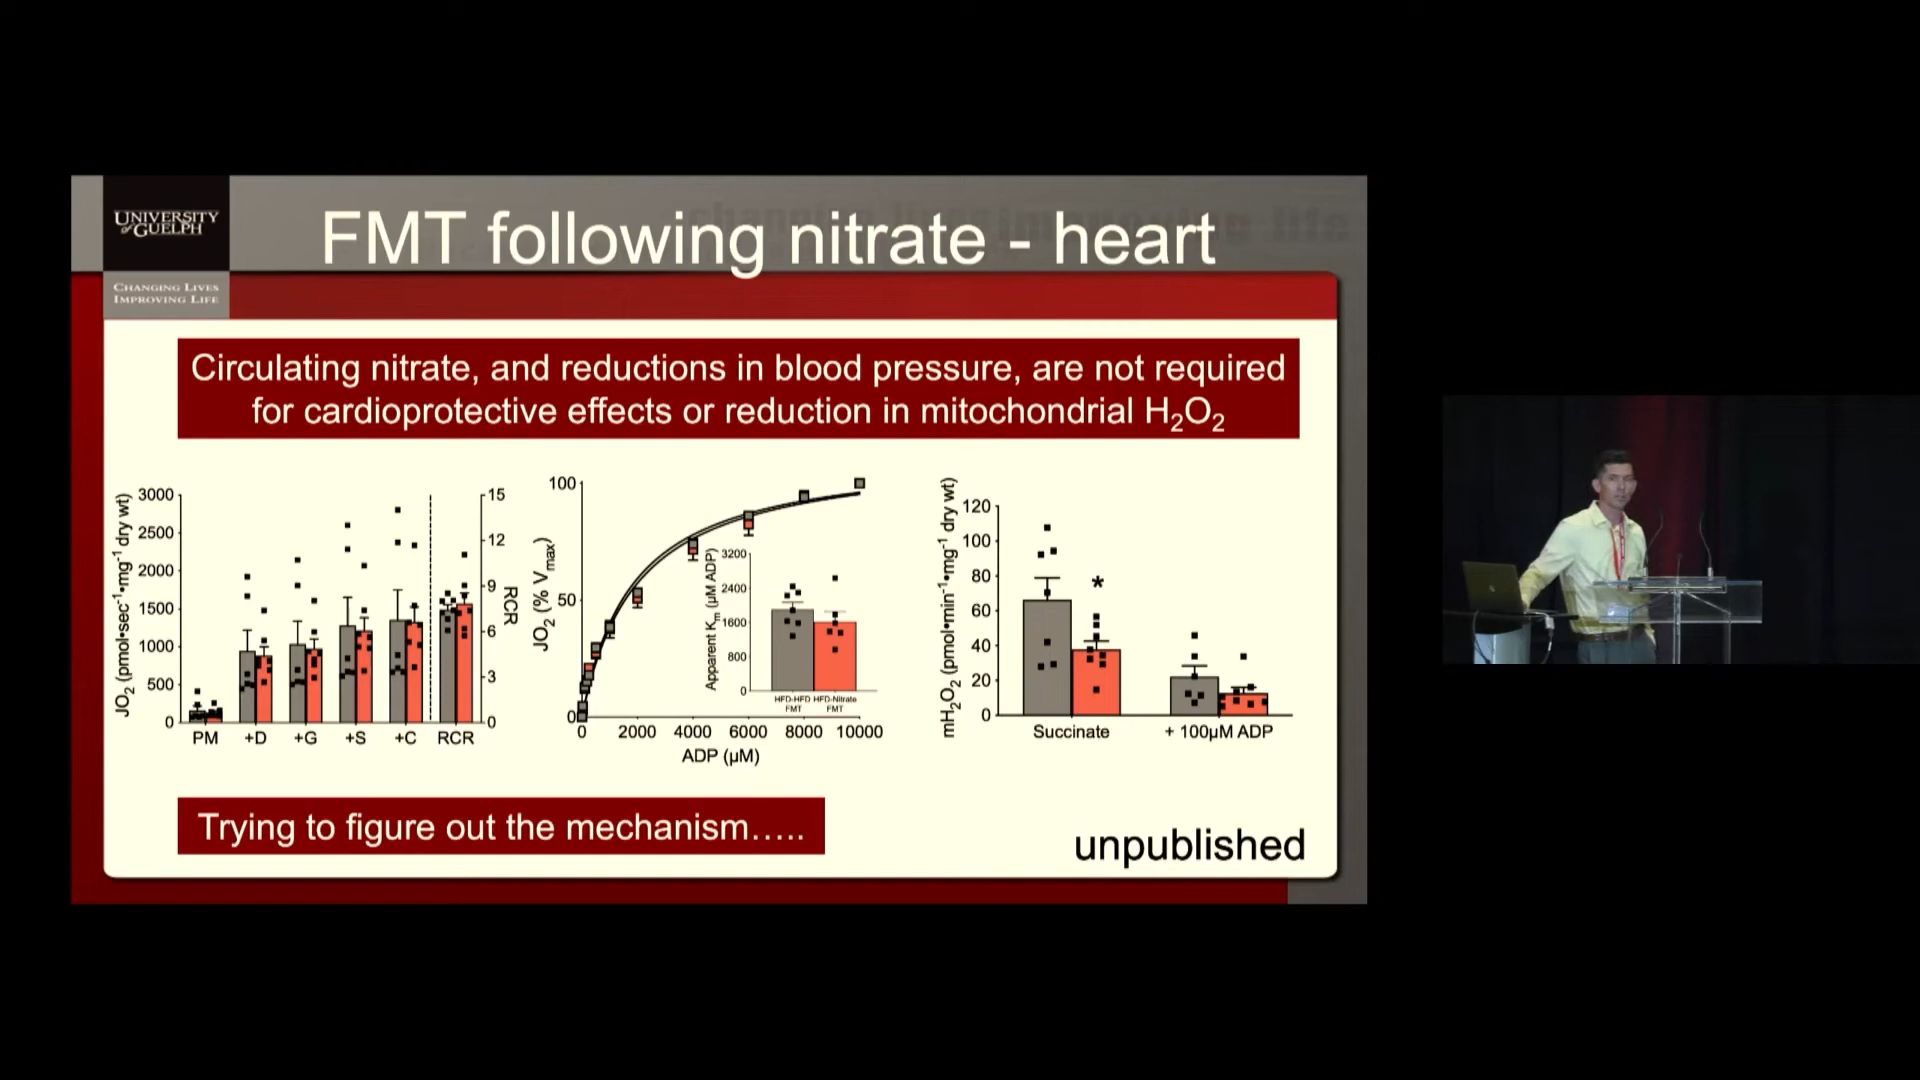 UNIVERSITY
of GUELPH
CHANGING LIVES
IMPROVING LIFE
FMT following nitrate - heart
Circulating nitrate, and reductions in blood pressure, are not required
for cardioprotective effects or reduction in mitochondrial H₂O₂
JO₂ (pmol•sec⁻¹•mg⁻¹ dry wt)
3000
2500
2000
1500
1000
500
0
PM +D +G +S +C RCR
15
12
9
6
3
0
RCR
JO₂ (% Vmax)
100
50
0
0 2000 4000 6000 8000 10000
ADP (µM)
Apparent Km (µM ADP)
3200
2400
1600
800
0
HFD-HFD HFD-Nitrate
FMT FMT
mH₂O₂ (pmol•min⁻¹•mg⁻¹ dry wt)
120
100
80
60
40
20
0
*
Succinate + 100µM ADP
Trying to figure out the mechanism.....
unpublished